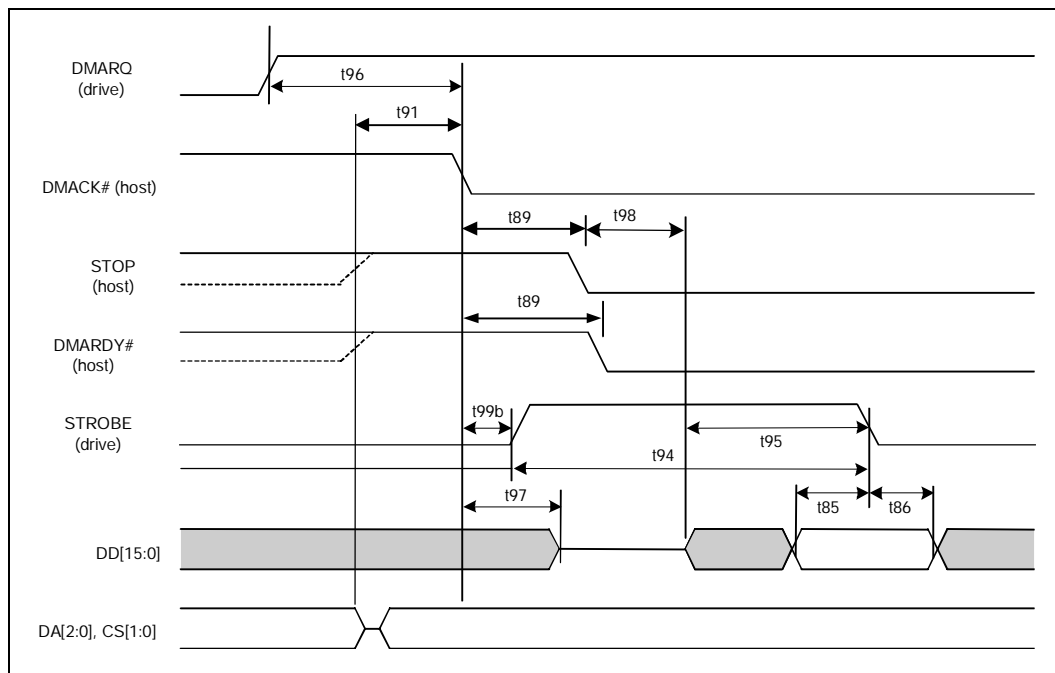 DMARQ
(drive)
t96
t91
DMACK# (host)
t89
t98
STOP
(host)
t89
DMARDY#
(host)
t99b
STROBE
(drive)
t95
t94
t97
t85
t86
DD[15:0]
DA[2:0], CS[1:0]